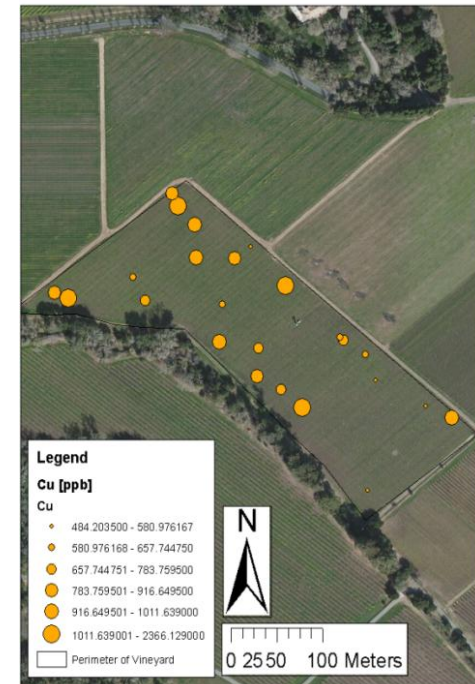 Legend
Cu [ppb]
Cu
484.203500 - 580.976167
580.976168 - 657.744750
657.744751 - 783.759500
783.759501 - 916.649500
916.649501 - 1011.639000
1011.639001 - 2366.129000
Perimeter of Vineyard
N
0 25 50 100 Meters